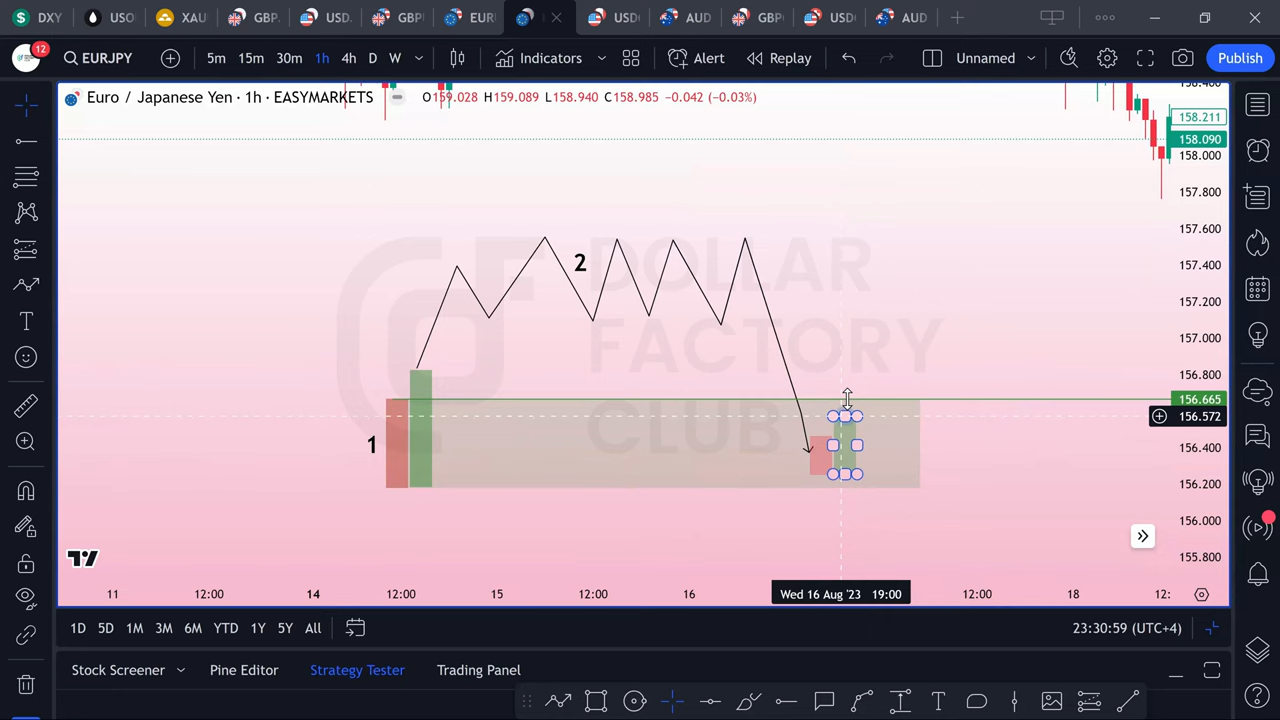 DXY USO XAU GBP. USD. GBP EUR USD AUD GBP USD AUD
12 EURJPY 5m 15m 30m 1h 4h D W Indicators Alert Replay Unnamed Publish
Euro / Japanese Yen · 1h · EASYMARKETS O159.028 H159.089 L158.940 C158.985 −0.042 (−0.03%)
158.400
158.211
158.090
158.000
157.800
157.600
157.400
157.200
157.000
156.800
156.665
156.572
156.400
156.200
156.000
155.800
2
1
DOLLAR
FACTORY
CLUB
11 12:00 14 12:00 15 12:00 16 Wed 16 Aug '23 19:00 12:00 18 12:
1D 5D 1M 3M 6M YTD 1Y 5Y All 23:30:59 (UTC+4)
Stock Screener Pine Editor Strategy Tester Trading Panel